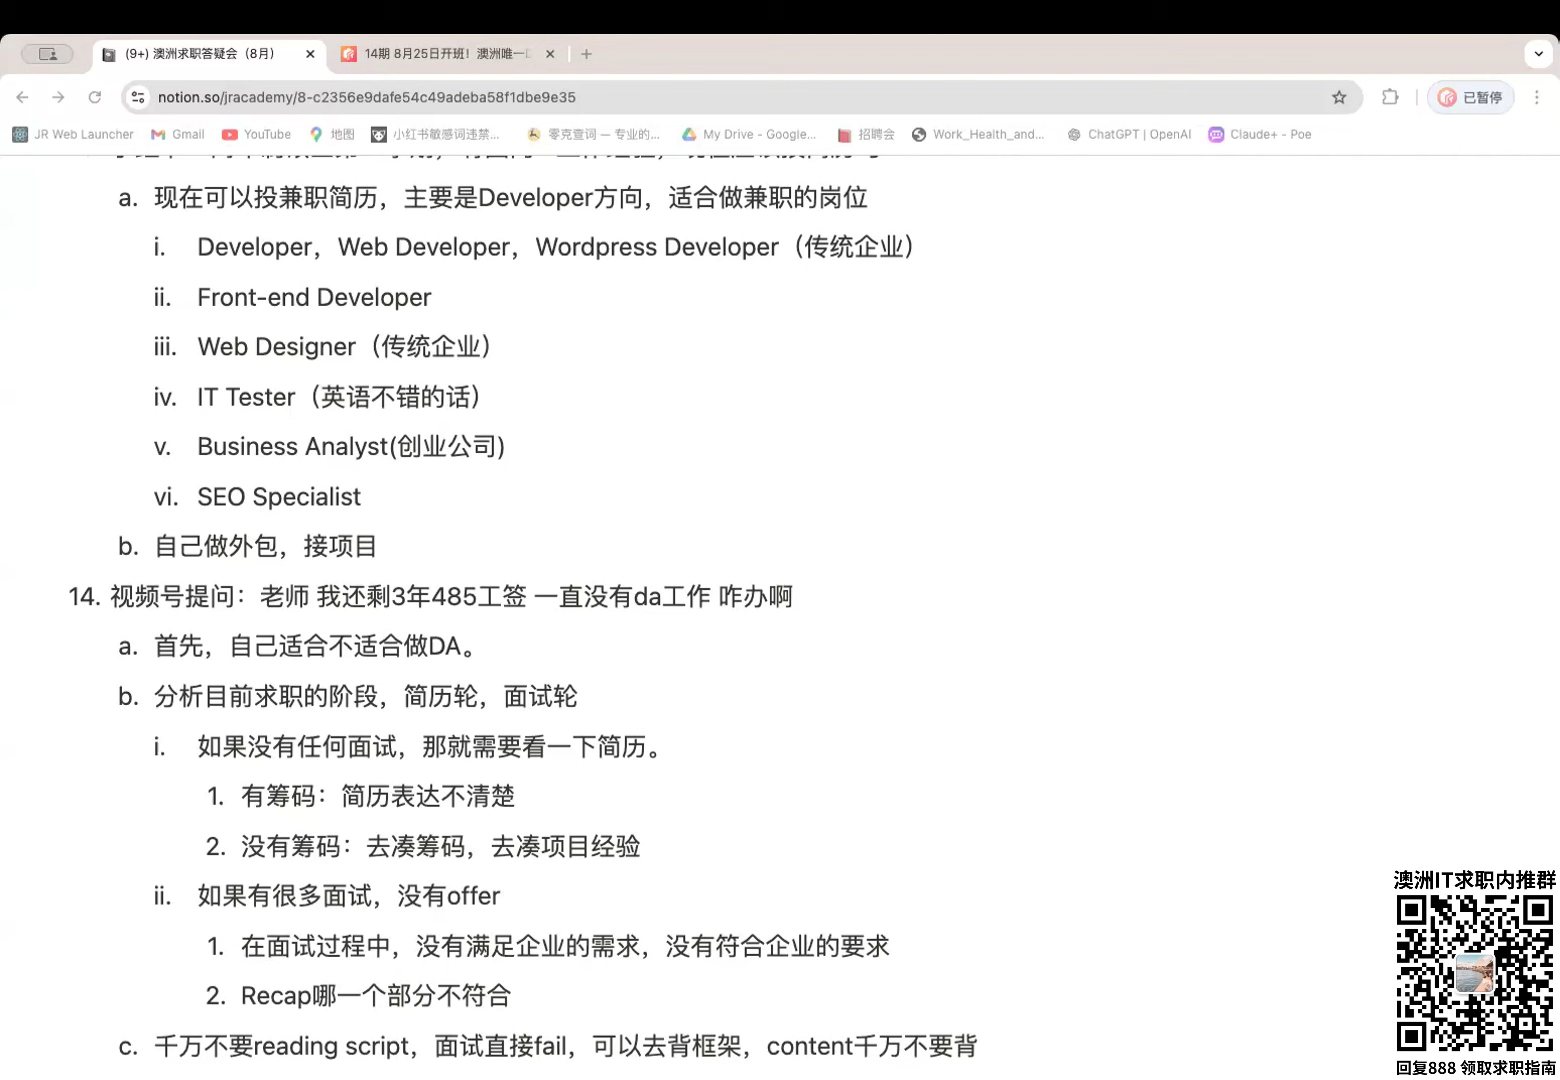 (9+) 澳洲求职答疑会（8月）
14期 8月25日开班！澳洲唯一
notion.so/jracademy/8-c2356e9dafe54c49adeba58f1dbe9e35
已暂停
JR Web Launcher
Gmail
YouTube
地图
小红书敏感词违禁...
零克查词 — 专业的...
My Drive - Google...
招聘会
Work_Health_and...
ChatGPT | OpenAI
Claude+ - Poe
a. 现在可以投兼职简历，主要是Developer方向，适合做兼职的岗位
i. Developer，Web Developer，Wordpress Developer（传统企业）
ii. Front-end Developer
iii. Web Designer（传统企业）
iv. IT Tester（英语不错的话）
v. Business Analyst(创业公司)
vi. SEO Specialist
b. 自己做外包，接项目
14. 视频号提问：老师 我还剩3年485工签 一直没有da工作 咋办啊
a. 首先，自己适合不适合做DA。
b. 分析目前求职的阶段，简历轮，面试轮
i. 如果没有任何面试，那就需要看一下简历。
1. 有筹码：简历表达不清楚
2. 没有筹码：去凑筹码，去凑项目经验
ii. 如果有很多面试，没有offer
1. 在面试过程中，没有满足企业的需求，没有符合企业的要求
2. Recap哪一个部分不符合
c. 千万不要reading script，面试直接fail，可以去背框架，content千万不要背
澳洲IT求职内推群
回复888 领取求职指南